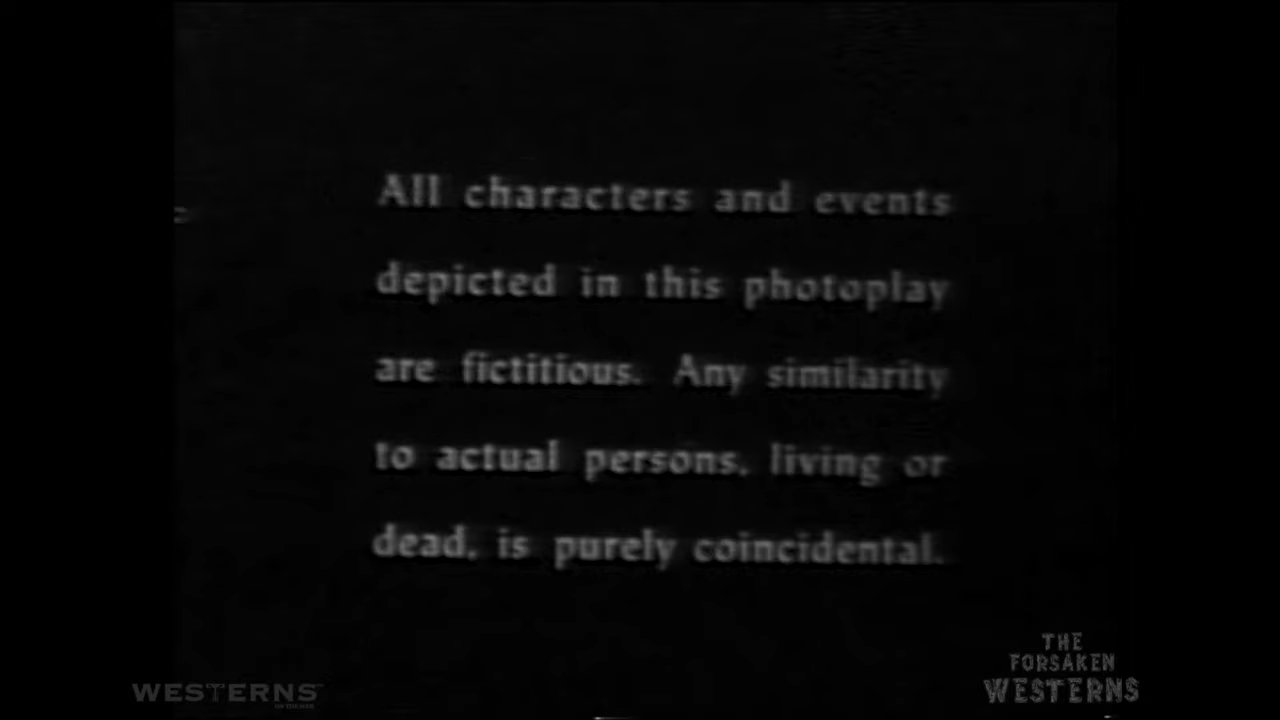 All characters and events
depicted in this photoplay
are fictitious. Any similarity
to actual persons, living or
dead, is purely coincidental.
WESTERNS
THE
FORSAKEN
WESTERNS